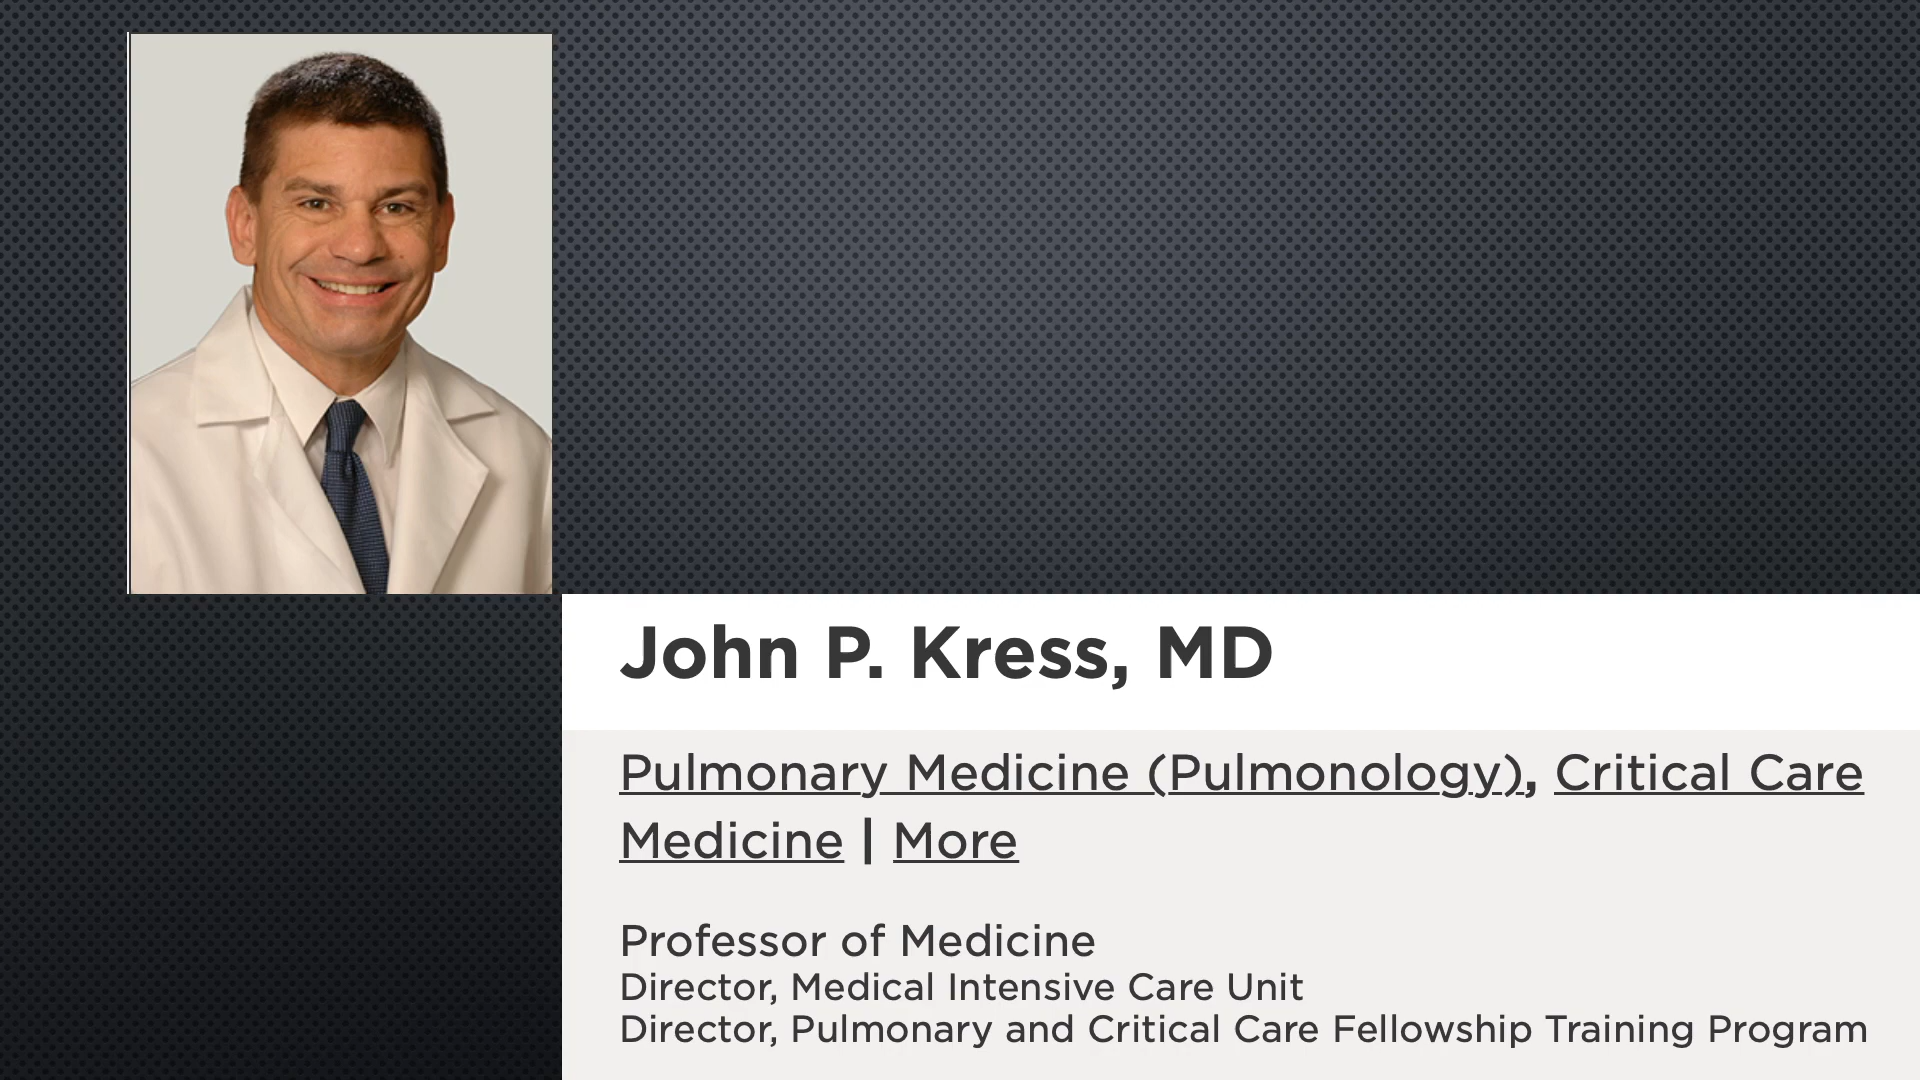 John P. Kress, MD
Pulmonary Medicine (Pulmonology), Critical Care
Medicine | More
Professor of Medicine
Director, Medical Intensive Care Unit
Director, Pulmonary and Critical Care Fellowship Training Program